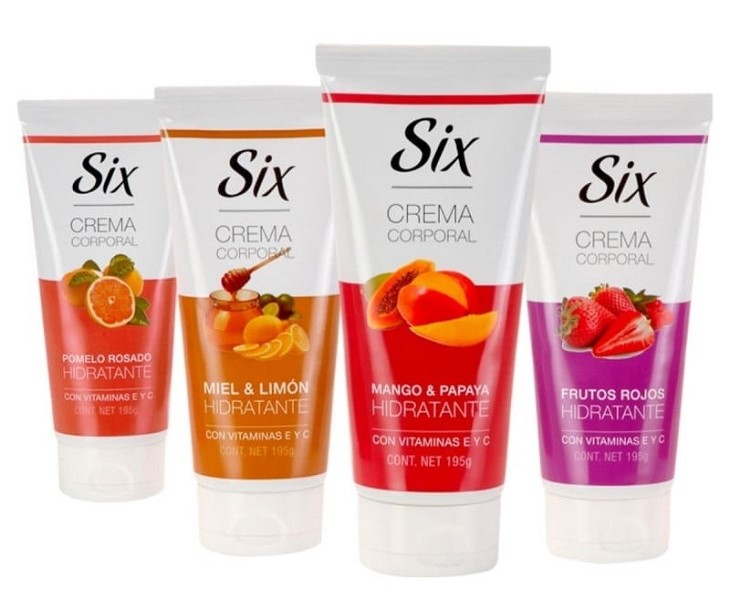 Six
CREMA
CORPORAL
POMELO ROSADO
HIDRATANTE
CON VITAMINAS E Y C
CONT. NET 195g
Six
CREMA
CORPORAL
MIEL & LIMÓN
HIDRATANTE
CON VITAMINAS E Y C
CONT. NET 195g
Six
CREMA
CORPORAL
MANGO & PAPAYA
HIDRATANTE
CON VITAMINAS E Y C
CONT. NET 195g
Six
CREMA
CORPORAL
FRUTOS ROJOS
HIDRATANTE
CON VITAMINAS E Y C
CONT. NET 195g